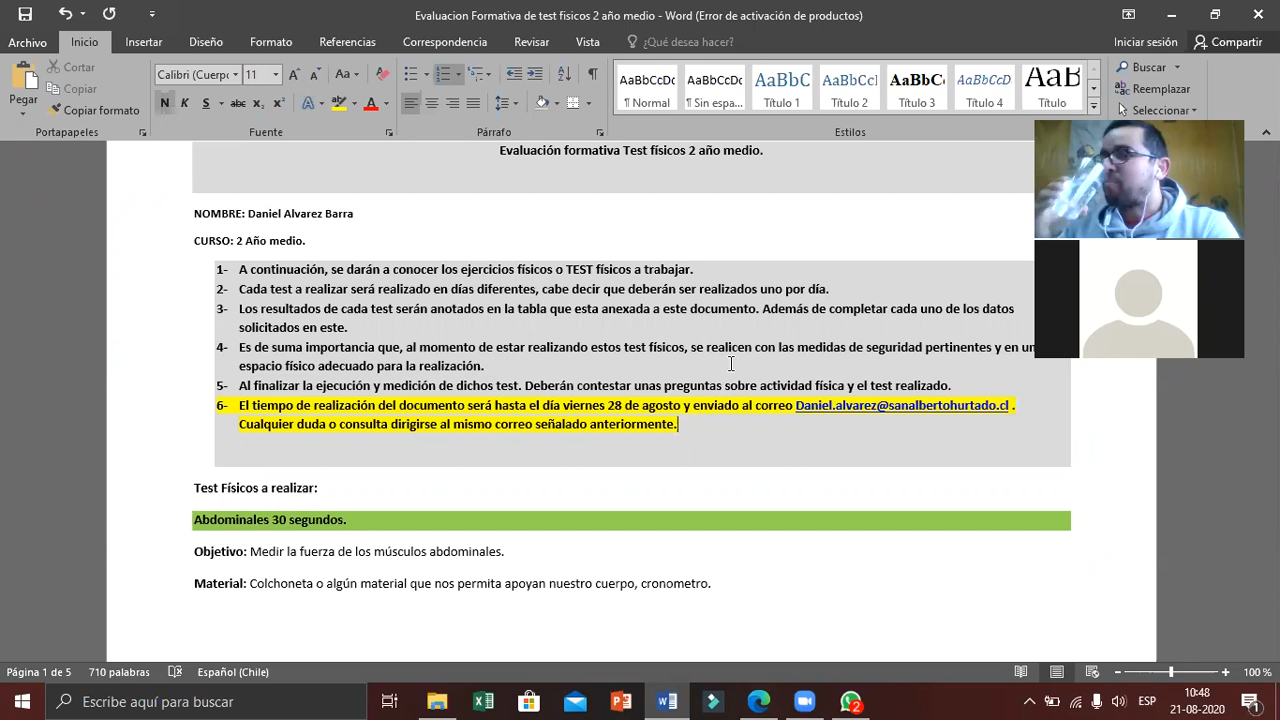 Evaluacion Formativa de test físicos 2 año medio - Word (Error de activación de productos)
Archivo Inicio Insertar Diseño Formato Referencias Correspondencia Revisar Vista ¿Qué desea hacer? Iniciar sesión Compartir
Pegar
Cortar
Copiar
Copiar formato
Calibri (Cuerpo 11
AaBbCcDc AaBbCcDc AaBbC AaBbCcI AaBbCc AaBbCcD AaB
¶ Normal ¶ Sin espa... Título 1 Título 2 Título 3 Título 4 Título
Buscar
Reemplazar
Seleccionar
Portapapeles Fuente Párrafo Estilos
Evaluación formativa Test físicos 2 año medio.
NOMBRE: Daniel Alvarez Barra
CURSO: 2 Año medio.
1- A continuación, se darán a conocer los ejercicios físicos o TEST físicos a trabajar.
2- Cada test a realizar será realizado en días diferentes, cabe decir que deberán ser realizados uno por día.
3- Los resultados de cada test serán anotados en la tabla que esta anexada a este documento. Además de completar cada uno de los datos
solicitados en este.
4- Es de suma importancia que, al momento de estar realizando estos test físicos, se realicen con las medidas de seguridad pertinentes y en un
espacio físico adecuado para la realización.
5- Al finalizar la ejecución y medición de dichos test. Deberán contestar unas preguntas sobre actividad física y el test realizado.
6- El tiempo de realización del documento será hasta el día viernes 28 de agosto y enviado al correo Daniel.alvarez@sanalbertohurtado.cl .
Cualquier duda o consulta dirigirse al mismo correo señalado anteriormente.
Test Físicos a realizar:
Abdominales 30 segundos.
Objetivo: Medir la fuerza de los músculos abdominales.
Material: Colchoneta o algún material que nos permita apoyan nuestro cuerpo, cronometro.
Página 1 de 5 710 palabras Español (Chile) 100 %
Escribe aquí para buscar
ESP
10:48
21-08-2020